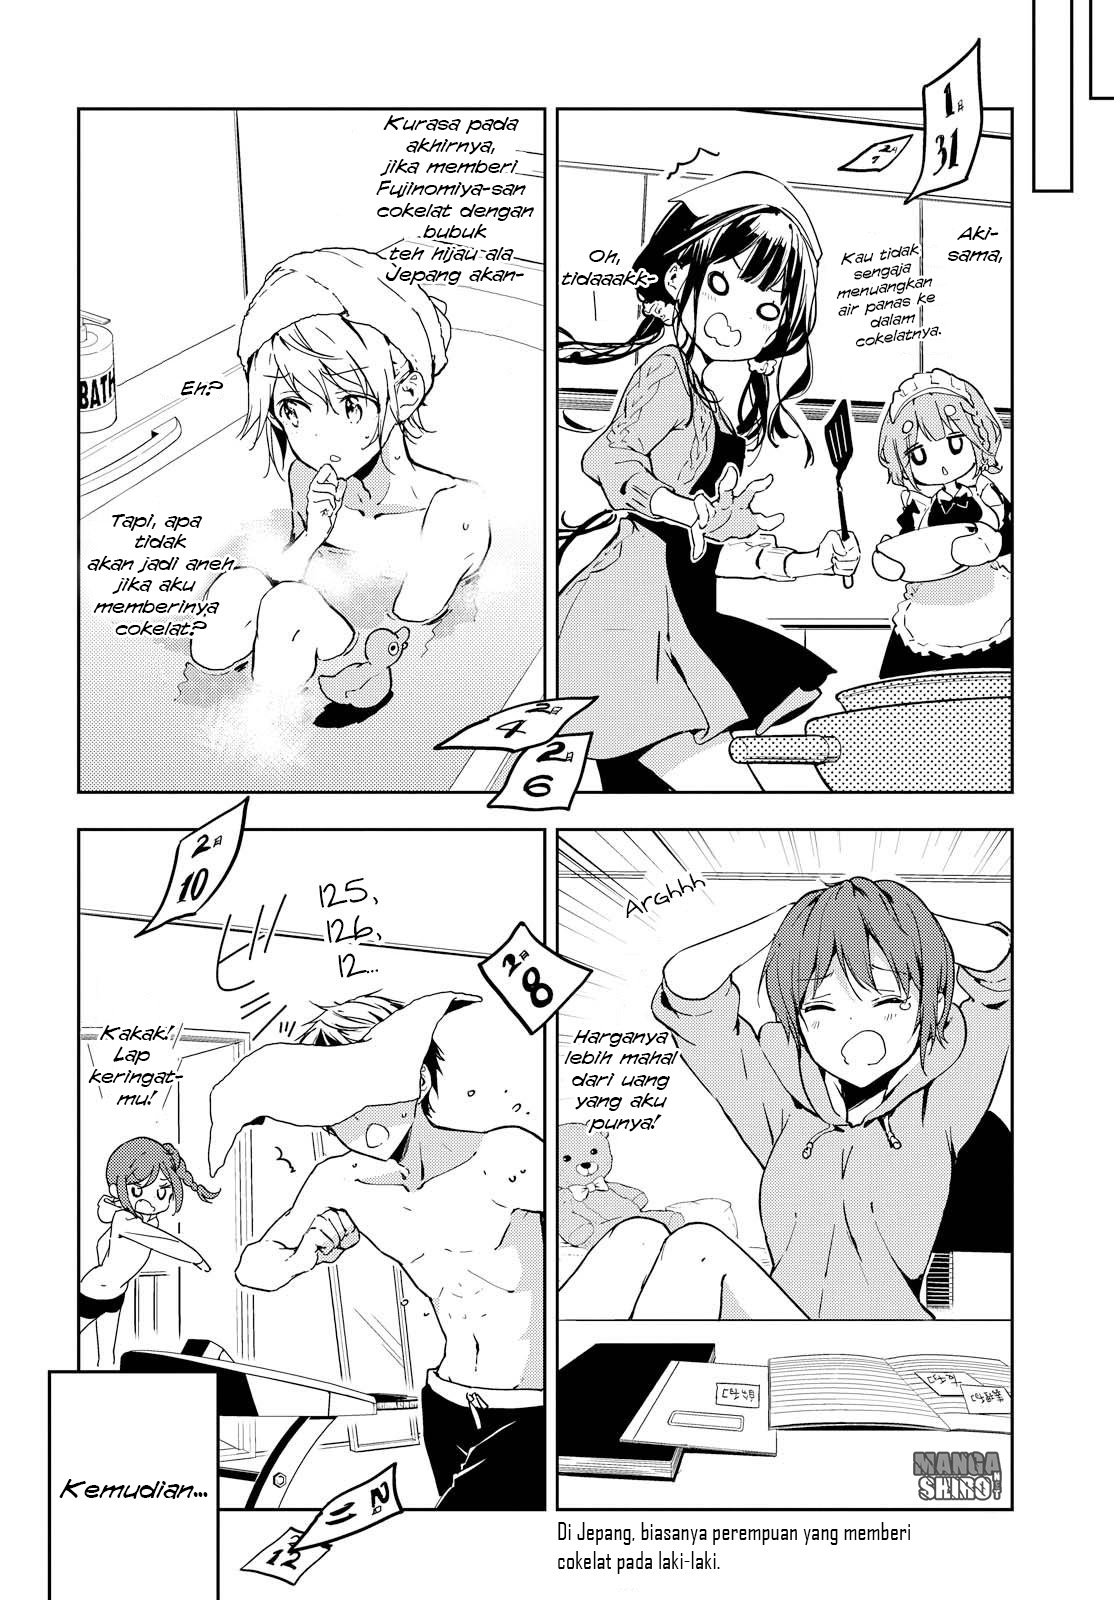 1月
31
2月
1
Aki-
sama,
Kau tidak
sengaja
menuangkan
air panas ke
dalam
cokelatnya.
Oh,
tidaaakk-
Kurasa pada
akhirnya,
jika memberi
Fujinomiya-san
cokelat dengan
bubuk
teh hijau ala
Jepang akan-
Eh?
BATH
Tapi, apa
tidak
akan jadi aneh
jika aku
memberinya
cokelat?
2月
4
2月
6
Arghhh
Harganya
lebih mahal
dari uang
yang aku
punya!
2月
8
2月
10
125,
126,
12...
Kakak!
Lap
keringat-
mu!
Kemudian...
2月
11
12
MANGA
SHIRO.NET
Di Jepang, biasanya perempuan yang memberi
cokelat pada laki-laki.